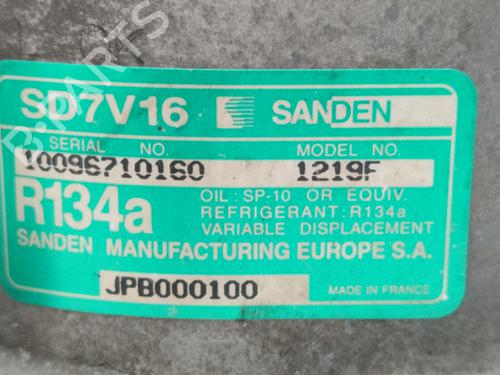 SD7V16 SANDEN
SERIAL NO. MODEL NO.
10096710160 1219F
R134a
OIL: SP-10 OR EQUIV.
REFRIGERANT: R134a
VARIABLE DISPLACEMENT
SANDEN MANUFACTURING EUROPE S.A.
JPB000100 MADE IN FRANCE
B-PARTS